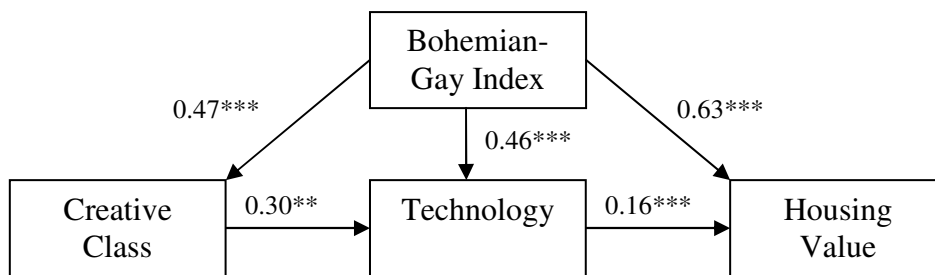 Bohemian-
Gay Index
0.47***
0.63***
0.46***
Creative
Class
0.30**
Technology
0.16***
Housing
Value